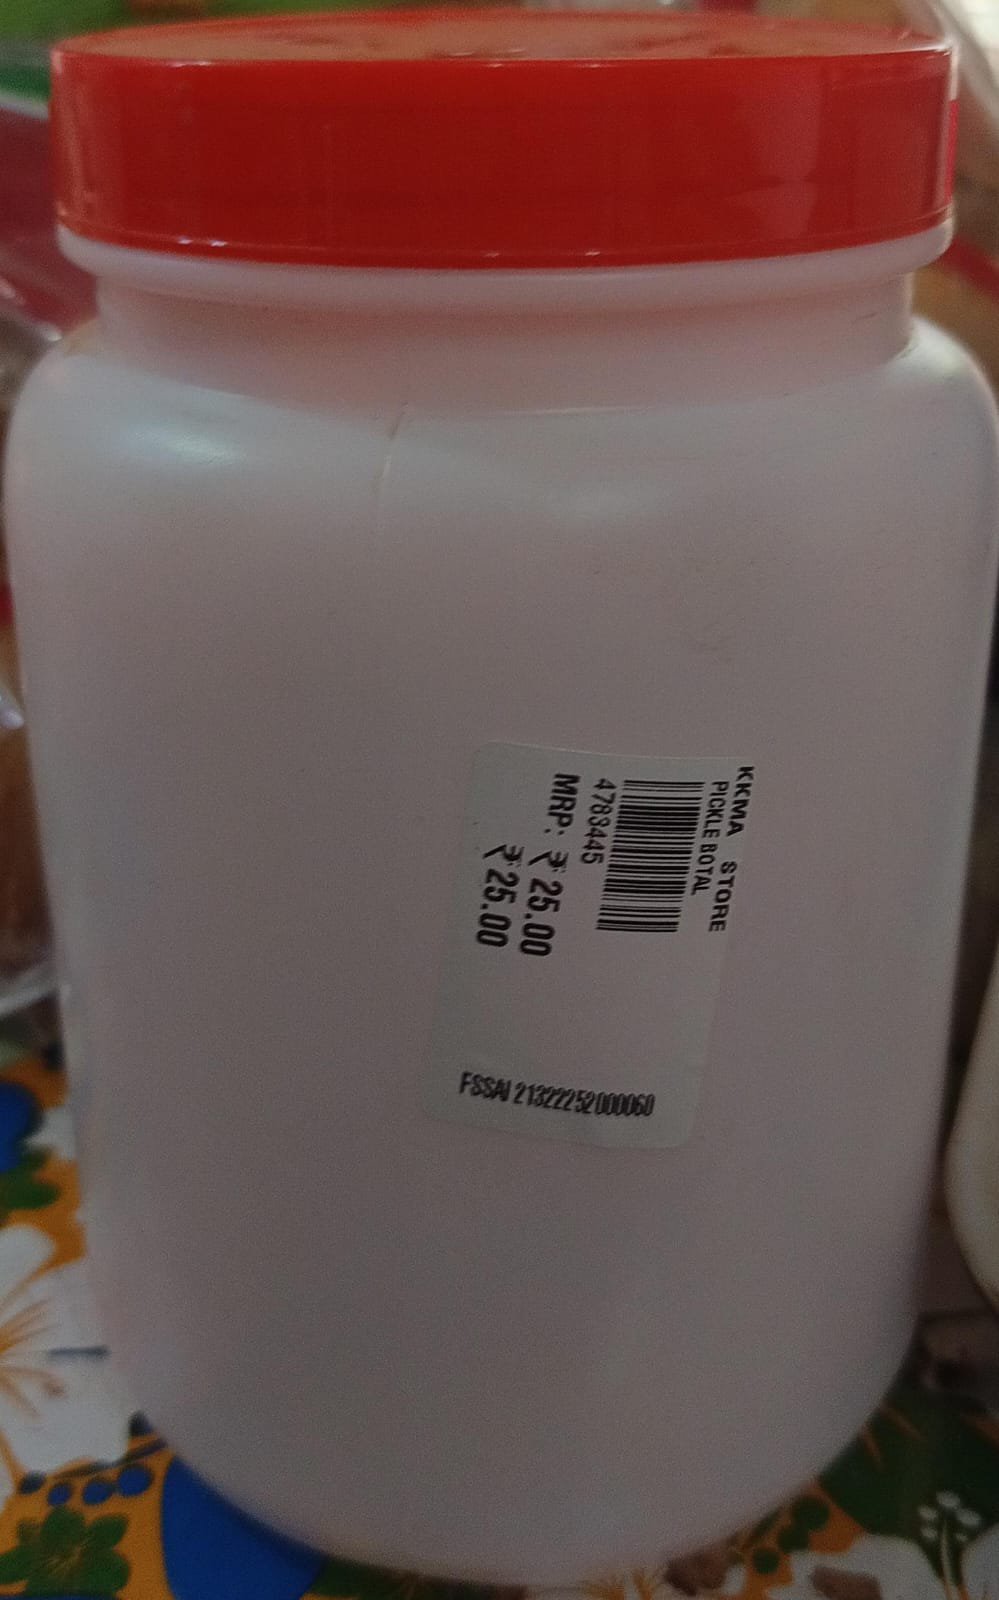 KKMA STORE
PICKLE BOTAL
4783445
MRP: ₹ 25.00
₹ 25.00
FSSAI 21322252000060